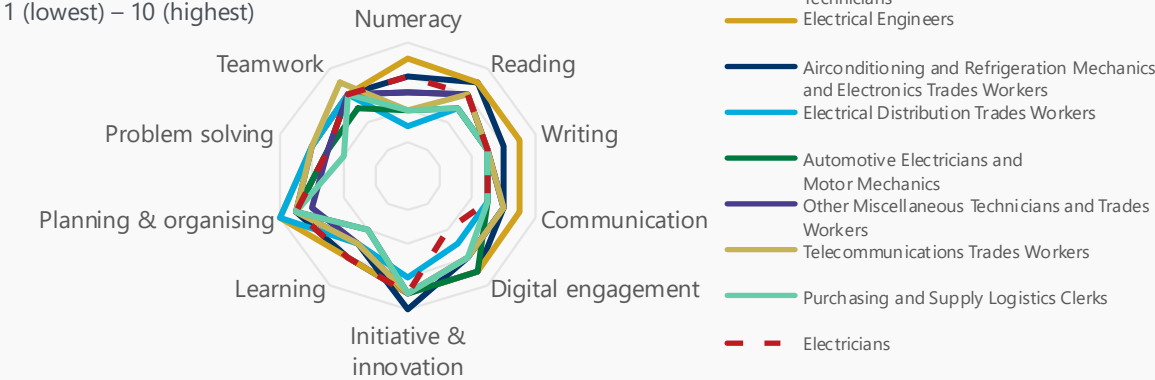 1 (lowest) – 10 (highest)
Numeracy
Reading
Writing
Communication
Digital engagement
Initiative &
innovation
Learning
Planning & organising
Problem solving
Teamwork
Technicians
Electrical Engineers
Airconditioning and Refrigeration Mechanics
and Electronics Trades Workers
Electrical Distribution Trades Workers
Automotive Electricians and
Motor Mechanics
Other Miscellaneous Technicians and Trades
Workers
Telecommunications Trades Workers
Purchasing and Supply Logistics Clerks
Electricians